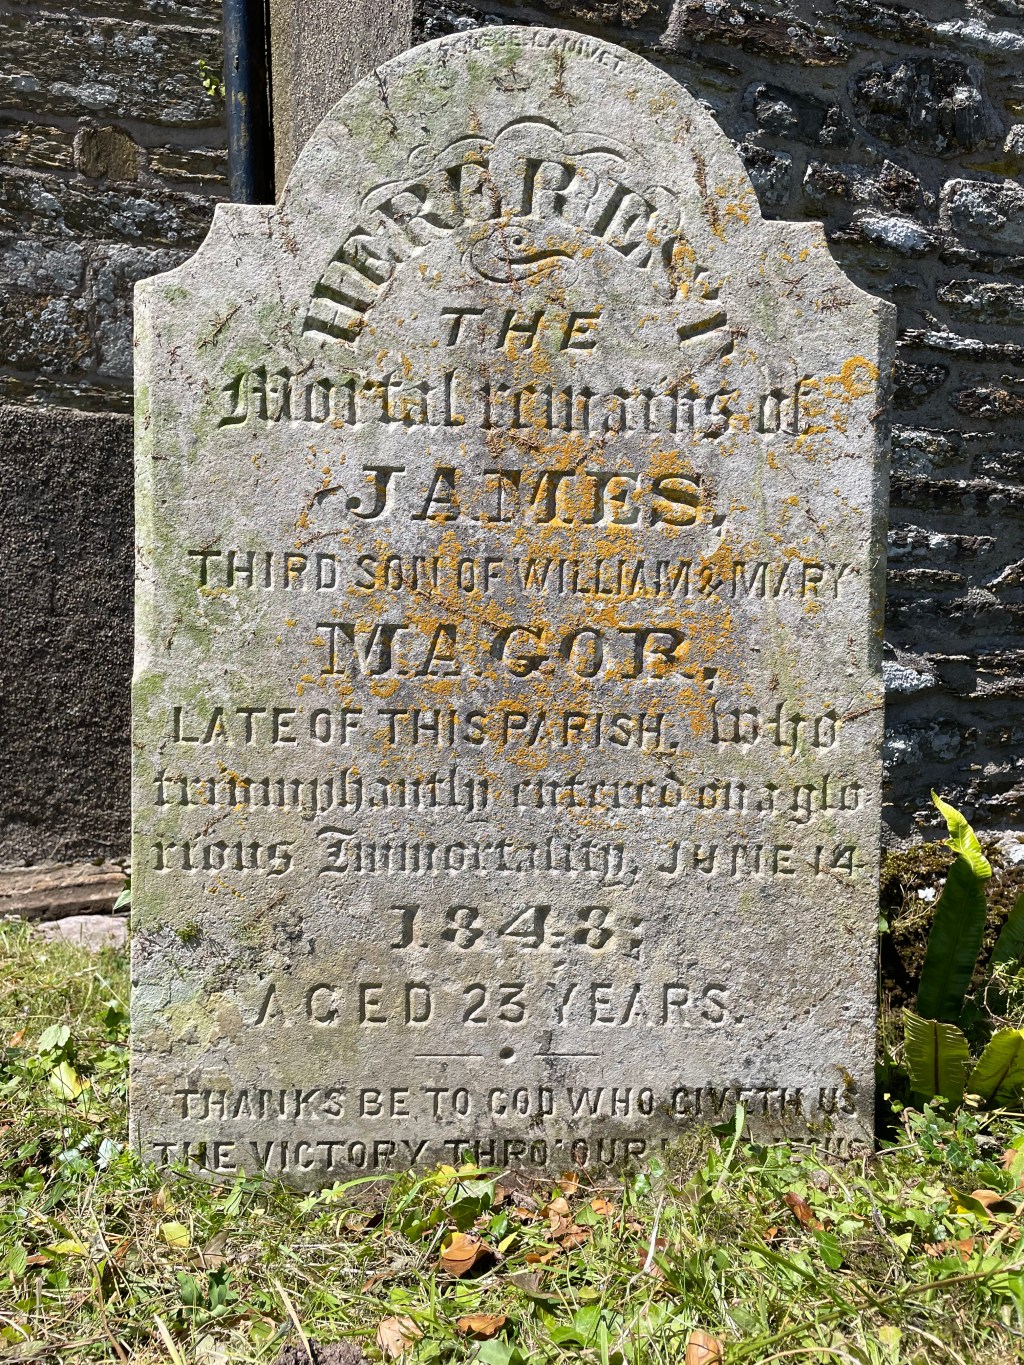 HERE REST
THE
Mortal remains of
JAMES,
THIRD SON OF WILLIAM & MARY
MAGOR,
LATE OF THIS PARISH, Who
triumphantly entered on a glo
rious Immortality, JUNE 14
1848;
AGED 23 YEARS.
THANKS BE TO GOD WHO GIVETH US
THE VICTORY THRO' OUR